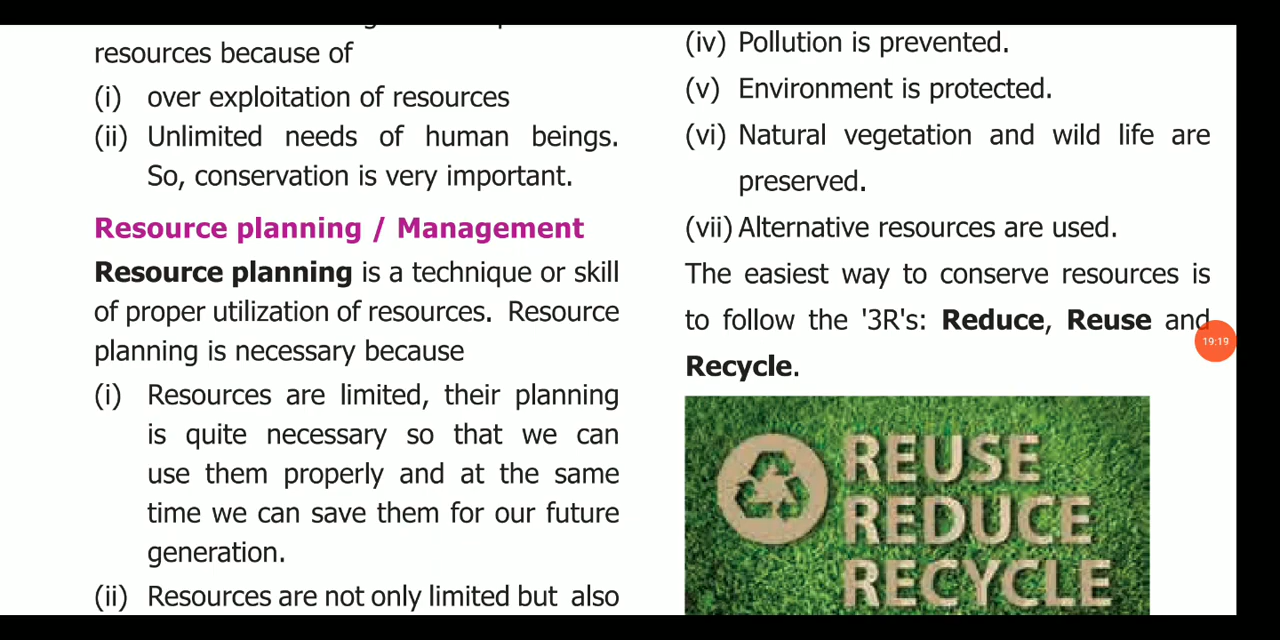 resources because of
(i) over exploitation of resources
(ii) Unlimited needs of human beings.
So, conservation is very important.
Resource planning / Management
Resource planning is a technique or skill
of proper utilization of resources. Resource
planning is necessary because
(i) Resources are limited, their planning
is quite necessary so that we can
use them properly and at the same
time we can save them for our future
generation.
(ii) Resources are not only limited but also
(iv) Pollution is prevented.
(v) Environment is protected.
(vi) Natural vegetation and wild life are
preserved.
(vii) Alternative resources are used.
The easiest way to conserve resources is
to follow the '3R's: Reduce, Reuse and
Recycle.
19:19
REUSE
REDUCE
RECYCLE